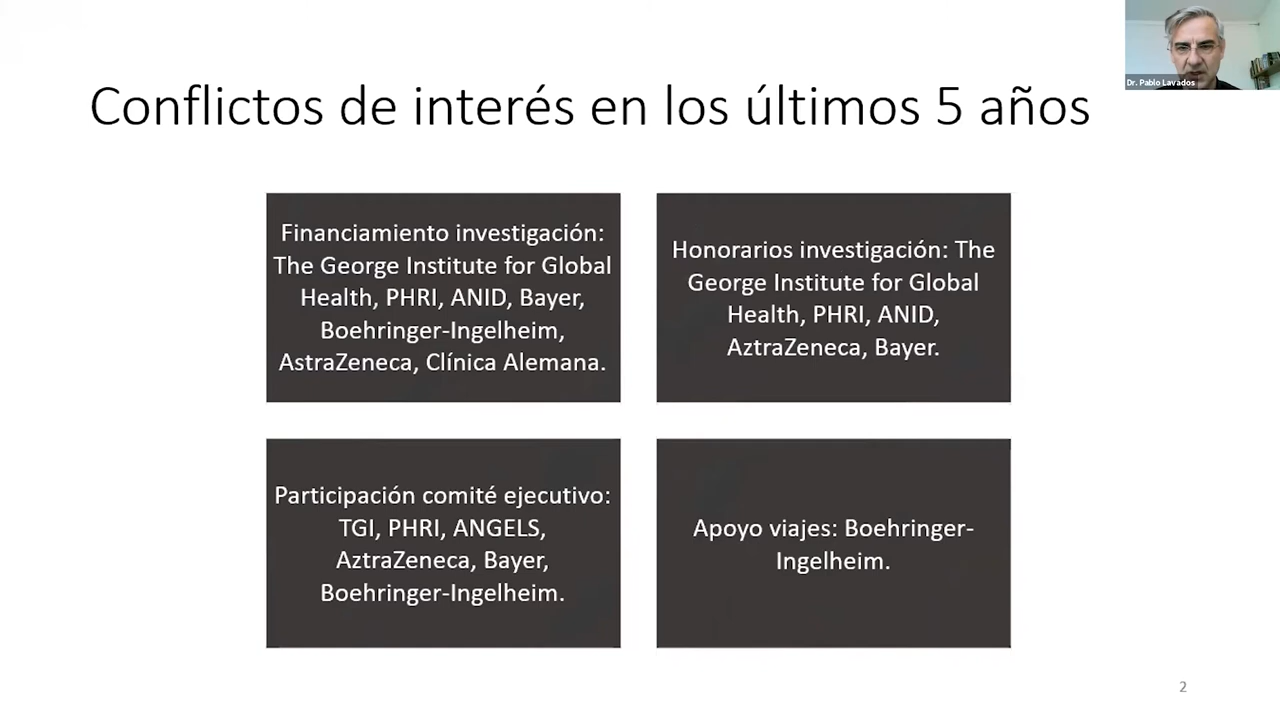 Dr. Pablo Lavados
Conflictos de interés en los últimos 5 años
Financiamiento investigación:
The George Institute for Global
Health, PHRI, ANID, Bayer,
Boehringer-Ingelheim,
AstraZeneca, Clínica Alemana.
Honorarios investigación: The
George Institute for Global
Health, PHRI, ANID,
AztraZeneca, Bayer.
Participación comité ejecutivo:
TGI, PHRI, ANGELS,
AztraZeneca, Bayer,
Boehringer-Ingelheim.
Apoyo viajes: Boehringer-
Ingelheim.
2